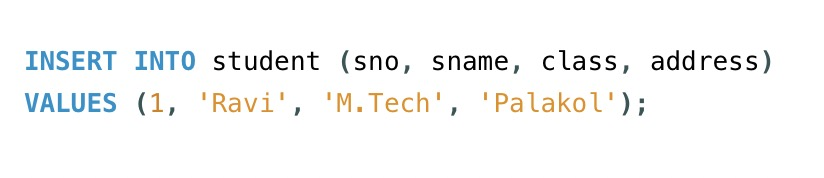 INSERT INTO student (sno, sname, class, address)
VALUES (1, 'Ravi', 'M.Tech', 'Palakol');